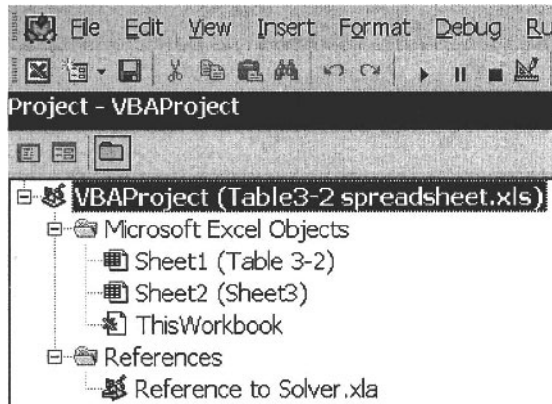 File Edit View Insert Format Debug Ru
Project - VBAProject
VBAProject (Table3-2 spreadsheet.xls)
Microsoft Excel Objects
Sheet1 (Table 3-2)
Sheet2 (Sheet3)
ThisWorkbook
References
Reference to Solver.xla